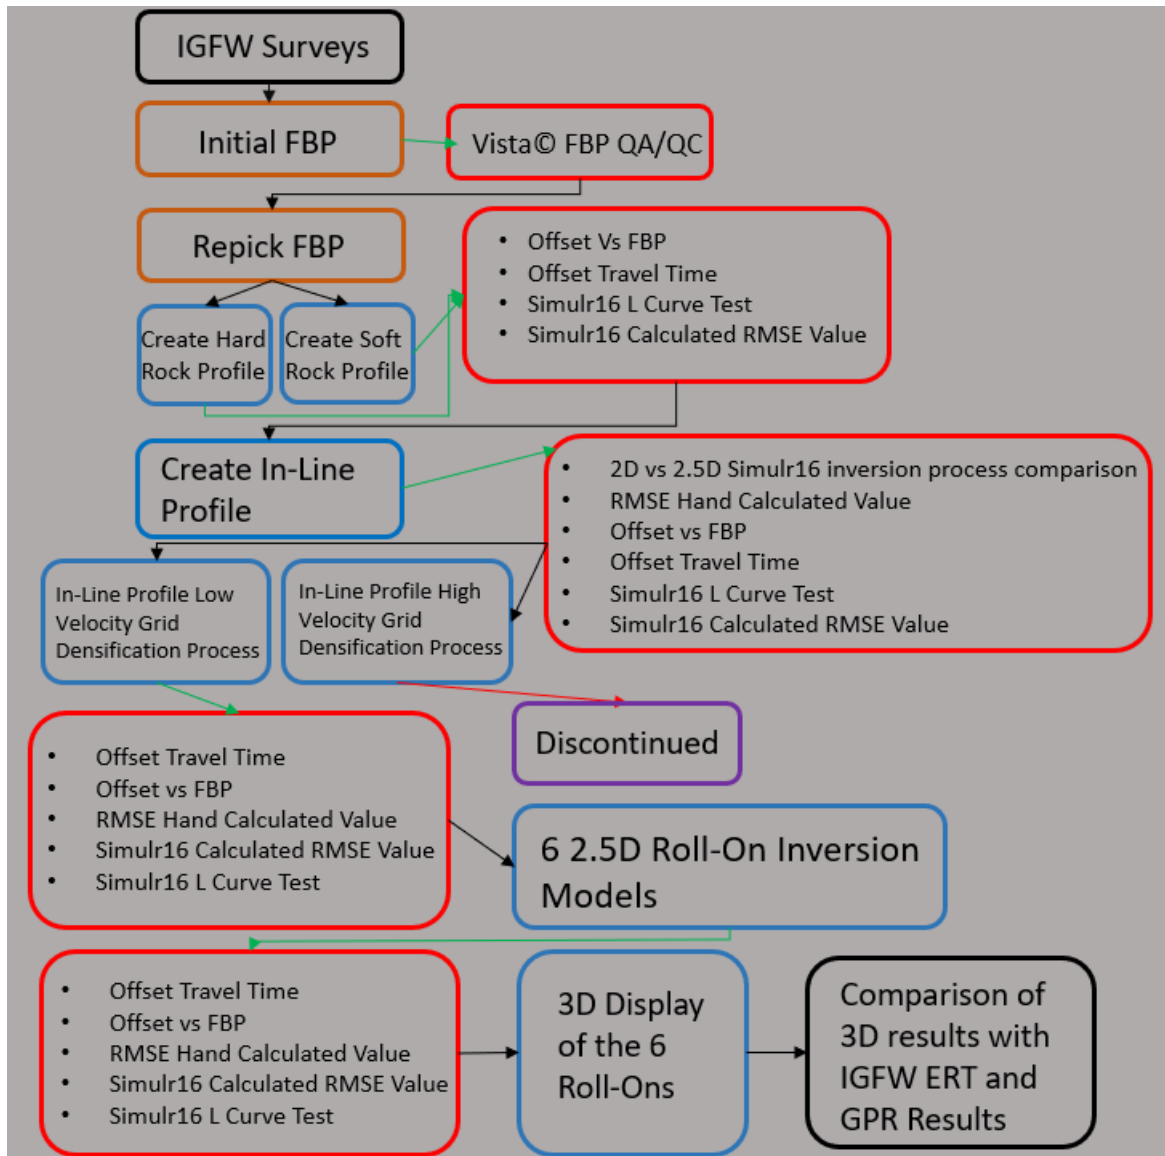 IGFW Surveys
Initial FBP
Vista© FBP QA/QC
Repick FBP
• Offset Vs FBP
• Offset Travel Time
• Simulr16 L Curve Test
• Simulr16 Calculated RMSE Value
Create Hard
Rock Profile
Create Soft
Rock Profile
Create In-Line
Profile
• 2D vs 2.5D Simulr16 inversion process comparison
• RMSE Hand Calculated Value
• Offset vs FBP
• Offset Travel Time
• Simulr16 L Curve Test
• Simulr16 Calculated RMSE Value
In-Line Profile Low
Velocity Grid
Densification Process
In-Line Profile High
Velocity Grid
Densification Process
Discontinued
• Offset Travel Time
• Offset vs FBP
• RMSE Hand Calculated Value
• Simulr16 Calculated RMSE Value
• Simulr16 L Curve Test
6 2.5D Roll-On Inversion
Models
• Offset Travel Time
• Offset vs FBP
• RMSE Hand Calculated Value
• Simulr16 Calculated RMSE Value
• Simulr16 L Curve Test
3D Display
of the 6
Roll-Ons
Comparison of
3D results with
IGFW ERT and
GPR Results